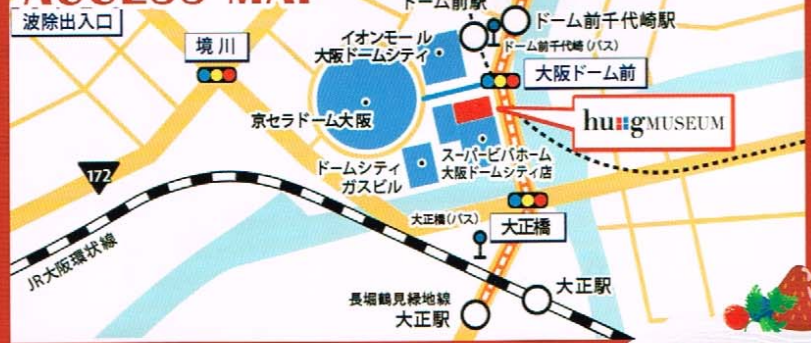 ACCESS MAP
ドーム前駅
波除出入口
ドーム前千代崎駅
境川
イオンモール
大阪ドームシティ
ドーム前千代崎(バス)
大阪ドーム前
京セラドーム大阪
hu::g MUSEUM
ドームシティ
ガスビル
スーパービバホーム
大阪ドームシティ店
172
大正橋(バス)
大正橋
JR大阪環状線
大正駅
長堀鶴見緑地線
大正駅